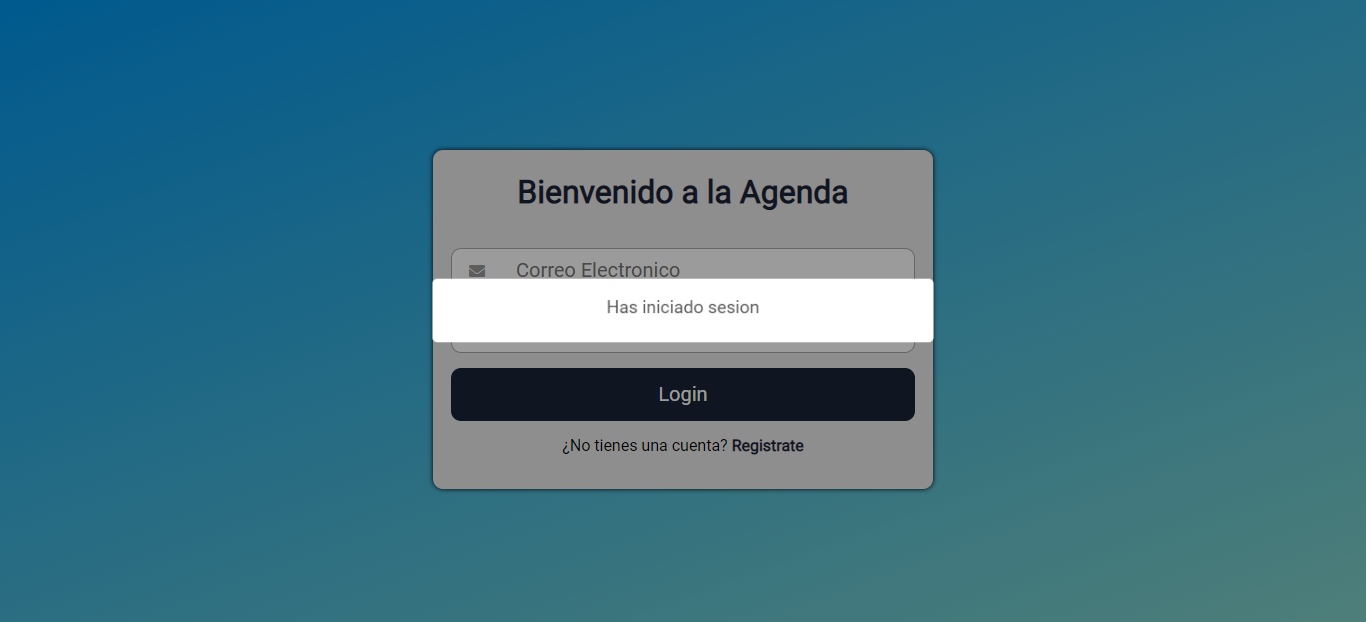 Bienvenido a la Agenda
Correo Electronico
Has iniciado sesion
Login
¿No tienes una cuenta? Registrate